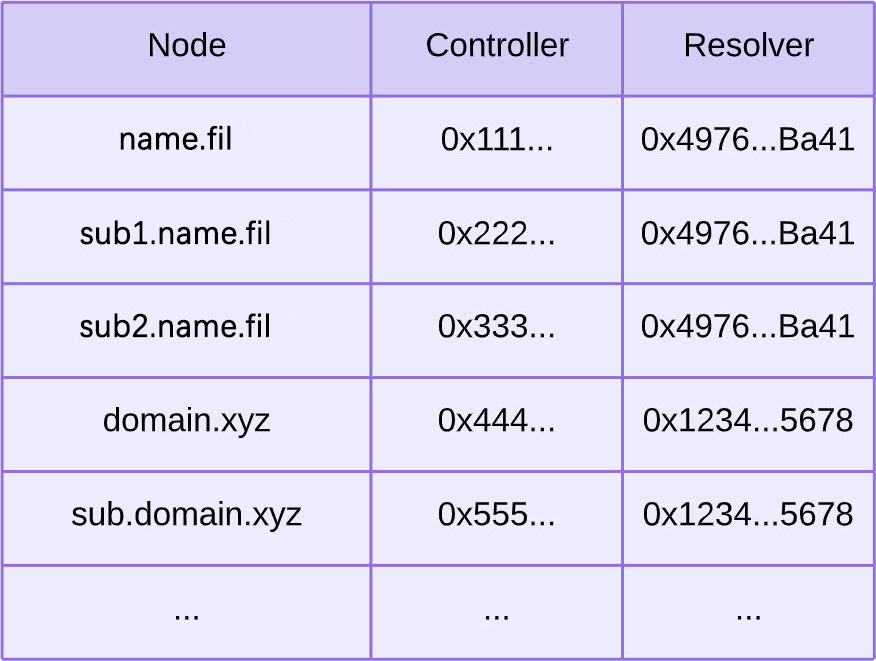 Node Controller Resolver
name.fil 0x111... 0x4976...Ba41
sub1.name.fil 0x222... 0x4976...Ba41
sub2.name.fil 0x333... 0x4976...Ba41
domain.xyz 0x444... 0x1234...5678
sub.domain.xyz 0x555... 0x1234...5678
... ... ...